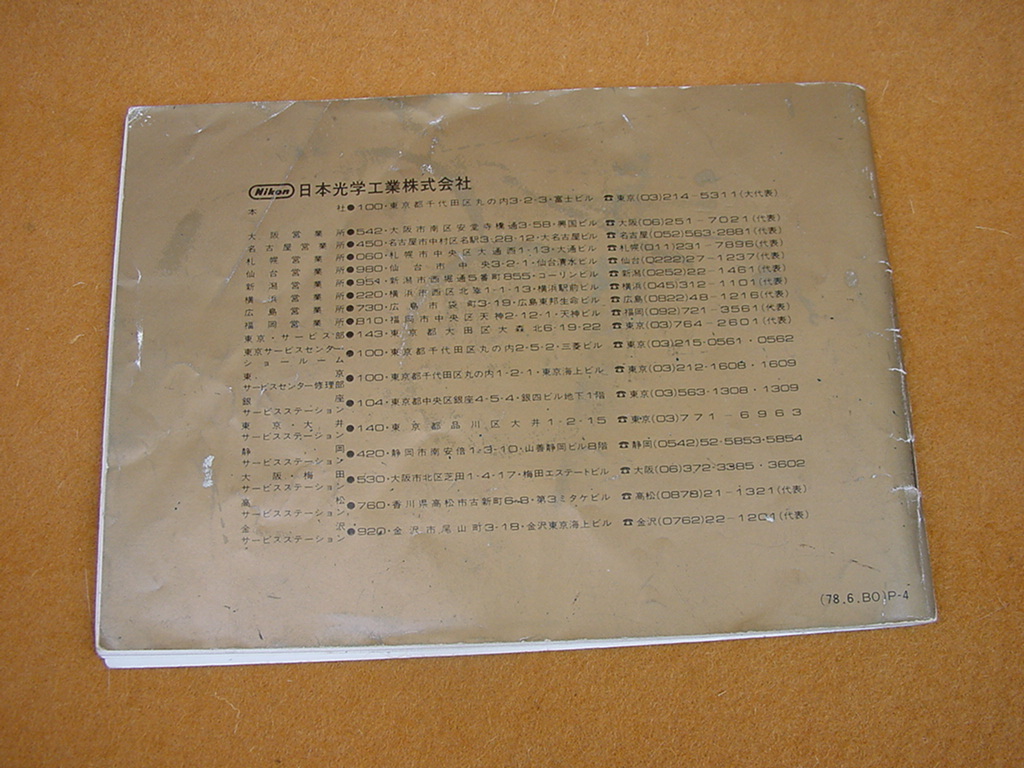 Nikon 日本光学工業株式会社
本 社●100・東京都千代田区丸の内3・2・3・富士ビル ☎東京(03)214－5311(大代表)
大阪営業所●542・大阪市南区安堂寺橋通3・58・興国ビル ☎大阪(06)251－7021(代表)
名古屋営業所●450・名古屋市中村区名駅3・28・12・大名古屋ビル ☎名古屋(052)563－2881(代表)
札幌営業所●060・札幌市中央区大通西1・13・大通ビル ☎札幌(011)231－7896(代表)
仙台営業所●980・仙台市中央3・2・1・仙台清水ビル ☎仙台(0222)27－1237(代表)
新潟営業所●951・新潟市西堀通5番町855・コーリンビル ☎新潟(0252)22－1461(代表)
横浜営業所●220・横浜市西区北幸1・1・13・横浜駅前ビル ☎横浜(045)312－1101(代表)
広島営業所●730・広島市袋町3・19・広島東邦生命ビル ☎広島(0822)48－1216(代表)
福岡営業所●810・福岡市中央区天神2・12・1・天神ビル ☎福岡(092)721－3561(代表)
東京・サービス部●143・東京都大田区大森北6・19・22 ☎東京(03)764－2601(代表)
東京サービスセンター
ショールーム●100・東京都千代田区丸の内2・5・2・三菱ビル ☎東京(03)215・0561・0562
東京
サービスセンター修理部●100・東京都千代田区丸の内1・2・1・東京海上ビル ☎東京(03)212・1608・1609
銀座
サービスステーション●104・東京都中央区銀座4・5・4・銀四ビル地下1階 ☎東京(03)563・1308・1309
東京・大井
サービスステーション●140・東京都品川区大井1－2－15 ☎東京(03)771－6963
静岡
サービスステーション●420・静岡市南安倍1・3・10・山善静岡ビル8階 ☎静岡(0542)52・5853・5854
大阪・梅田
サービスステーション●530・大阪市北区芝田1・4・17・梅田エステートビル ☎大阪(06)372－3385・3602
高松
サービスステーション●760・香川県高松市古新町6－8・第3ミタケビル ☎高松(0878)21－1321(代表)
金沢
サービスステーション●920・金沢市尾山町3・18・金沢東京海上ビル ☎金沢(0762)22－1201(代表)
(78.6.BO)P-4